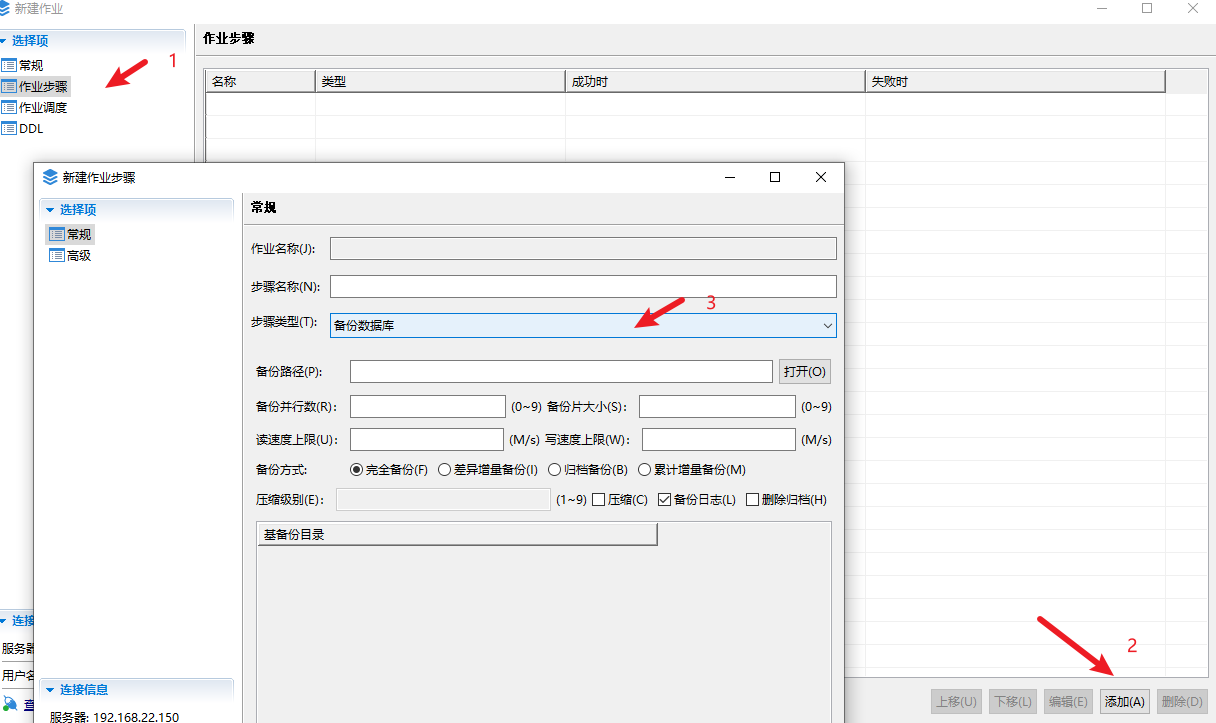 新建作业
选择项
常规
作业步骤
作业调度
DDL
1
作业步骤
名称 类型 成功时 失败时
新建作业步骤
选择项
常规
高级
常规
作业名称(J):
步骤名称(N):
3
步骤类型(T): 备份数据库
备份路径(P): 打开(O)
备份并行数(R): (0~9) 备份片大小(S): (0~9)
读速度上限(U): (M/s) 写速度上限(W): (M/s)
备份方式: 完全备份(F) 差异增量备份(I) 归档备份(B) 累计增量备份(M)
压缩级别(E): (1~9) 压缩(C) 备份日志(L) 删除归档(H)
基备份目录
连接信息
服务器: 192.168.22.150
连接
服务器
用户名
查
2
上移(U) 下移(L) 编辑(E) 添加(A) 删除(D)